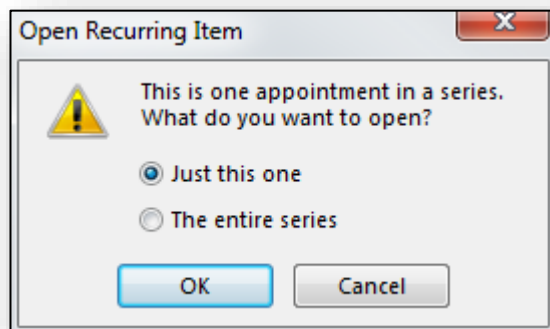 Open Recurring Item
This is one appointment in a series.
What do you want to open?
Just this one
The entire series
OK
Cancel